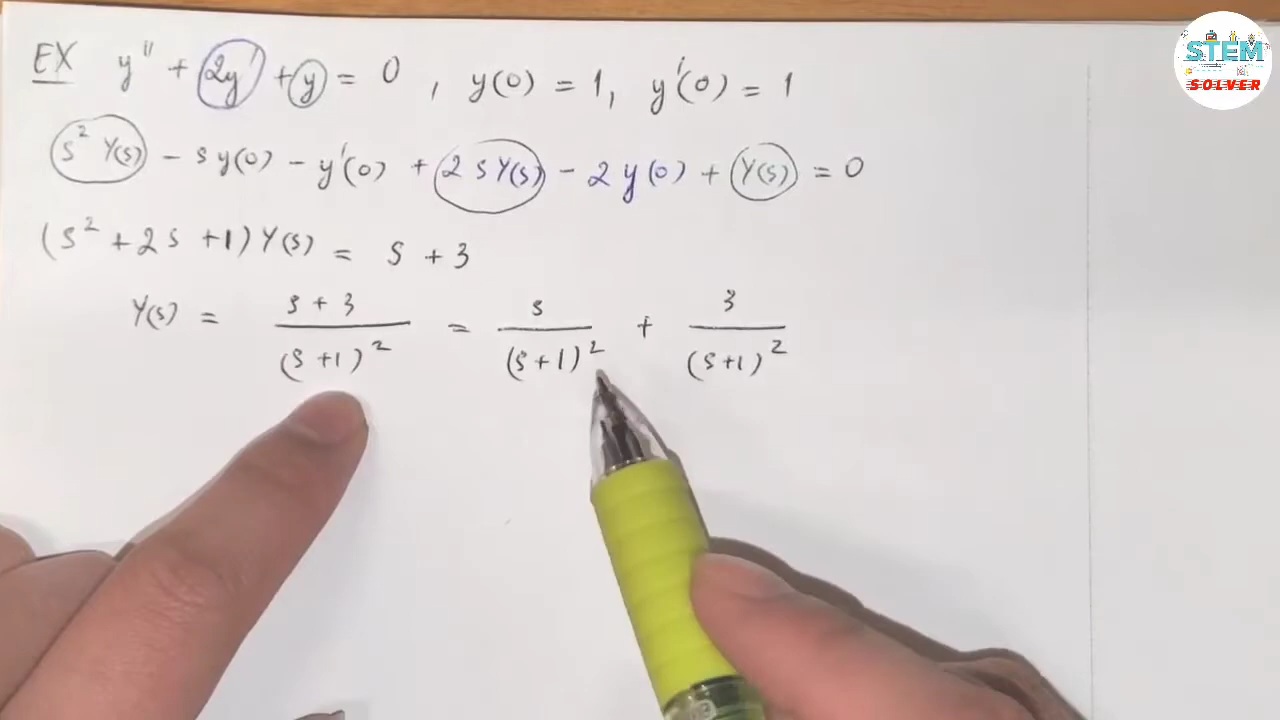 EX y'' + 2y' + y = 0 , y(0) = 1, y'(0) = 1
s² Y(s) - s y(0) - y'(0) + 2 s Y(s) - 2 y(0) + Y(s) = 0
(s² + 2s + 1) Y(s) = s + 3
Y(s) = (s + 3)/(s + 1)² = s/(s + 1)² + 3/(s + 1)²
STEM
SOLVER